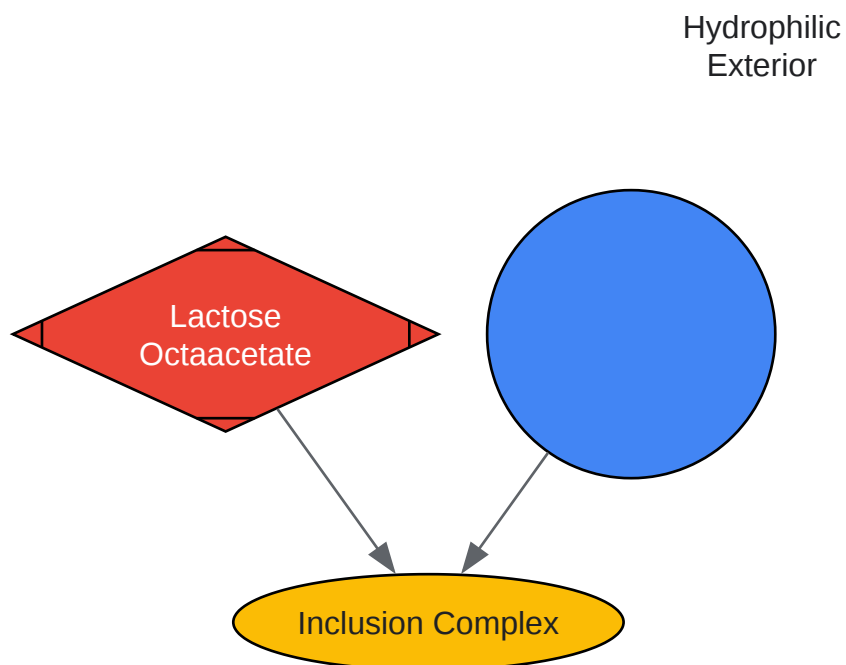 Hydrophilic
Exterior
Lactose
Octaacetate
Inclusion Complex